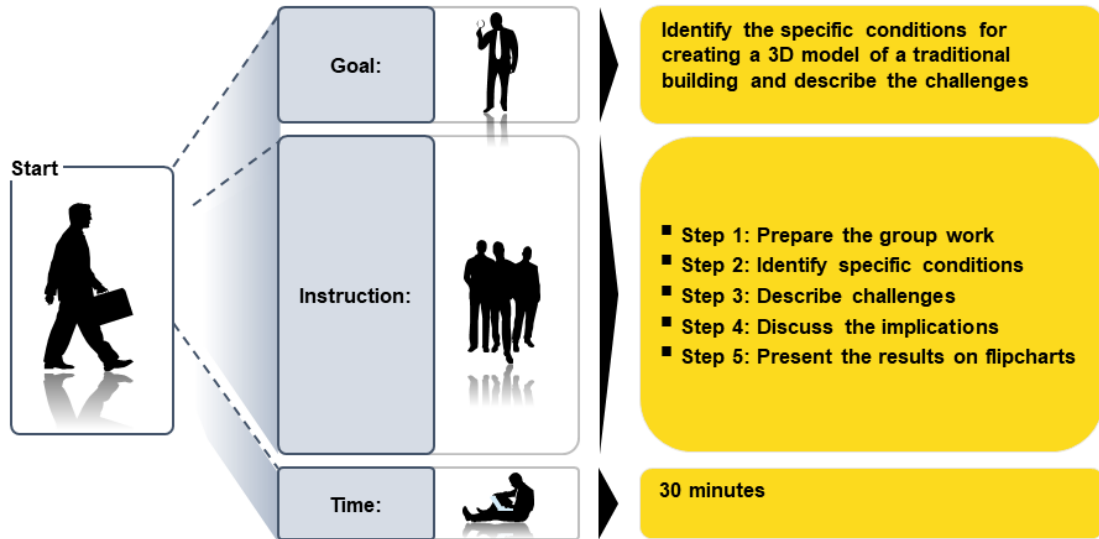 Start
Goal:
Identify the specific conditions for
creating a 3D model of a traditional
building and describe the challenges
Instruction:
▪ Step 1: Prepare the group work
▪ Step 2: Identify specific conditions
▪ Step 3: Describe challenges
▪ Step 4: Discuss the implications
▪ Step 5: Present the results on flipcharts
Time:
30 minutes